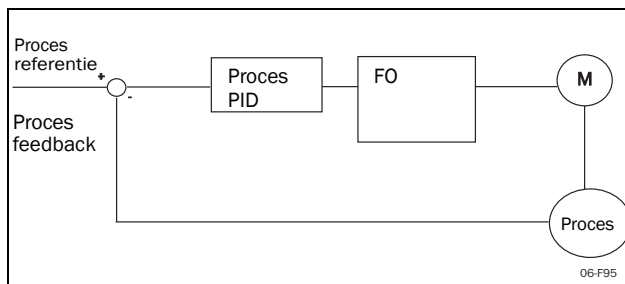 Proces
referentie
+
-
Proces
PID
FO
M
Proces
feedback
Proces
06-F95